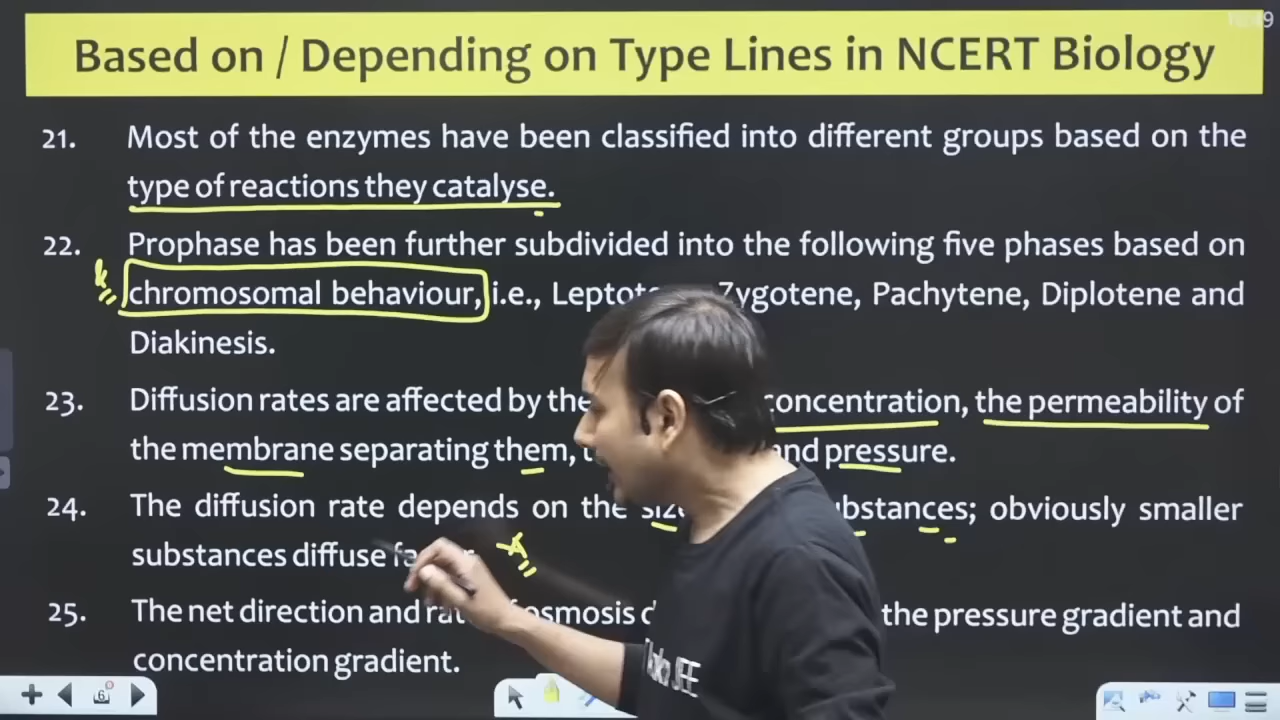 Based on / Depending on Type Lines in NCERT Biology
21. Most of the enzymes have been classified into different groups based on the
type of reactions they catalyse.
22. Prophase has been further subdivided into the following five phases based on
chromosomal behaviour, i.e., Zygotene, Pachytene, Diplotene and
Diakinesis.
23. Diffusion rates are affected by the concentration, the permeability of
the membrane separating them, and pressure.
24. The diffusion rate depends on the size obviously smaller
substances diffuse
25. The net direction and osmosis the pressure gradient and
concentration gradient.
6
JEE